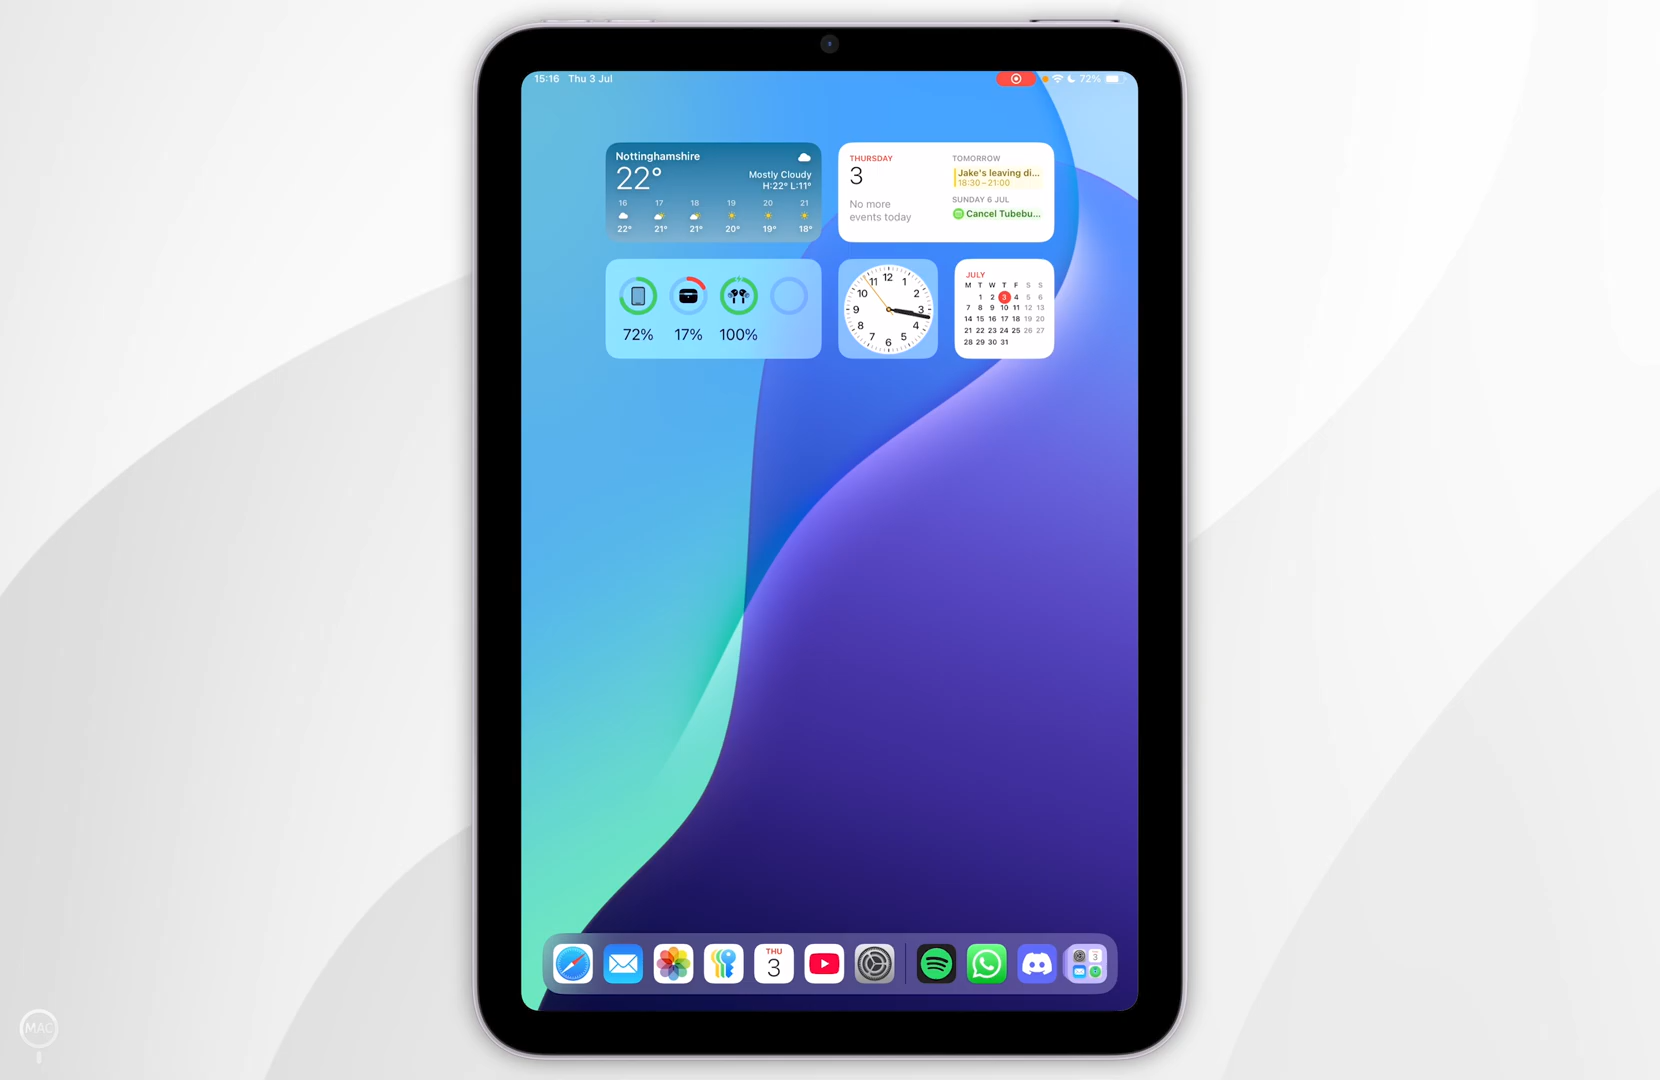 15:16 Thu 3 Jul
72%
Nottinghamshire
22°
Mostly Cloudy
H:22° L:11°
16 17 18 19 20 21
22° 21° 21° 20° 19° 18°
THURSDAY
3
No more
events today
TOMORROW
Jake's leaving di...
18:30–21:00
SUNDAY 6 JUL
Cancel Tubebu...
72% 17% 100%
12
1
2
3
4
5
6
7
8
9
10
11
JULY
M T W T F S S
1 2 3 4 5 6
7 8 9 10 11 12 13
14 15 16 17 18 19 20
21 22 23 24 25 26 27
28 29 30 31
THU
3
3
MAC